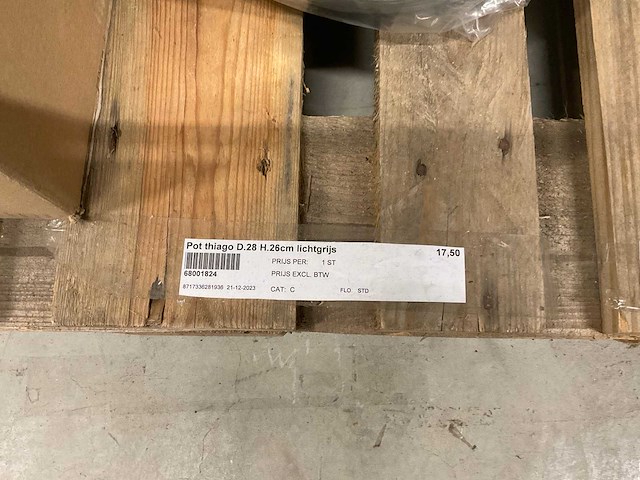 Pot thiago D.28 H.26cm lichtgrijs 17,50
PRIJS PER: 1 ST
68001824 PRIJS EXCL. BTW
8717336281936 21-12-2023 CAT: C FLO STD